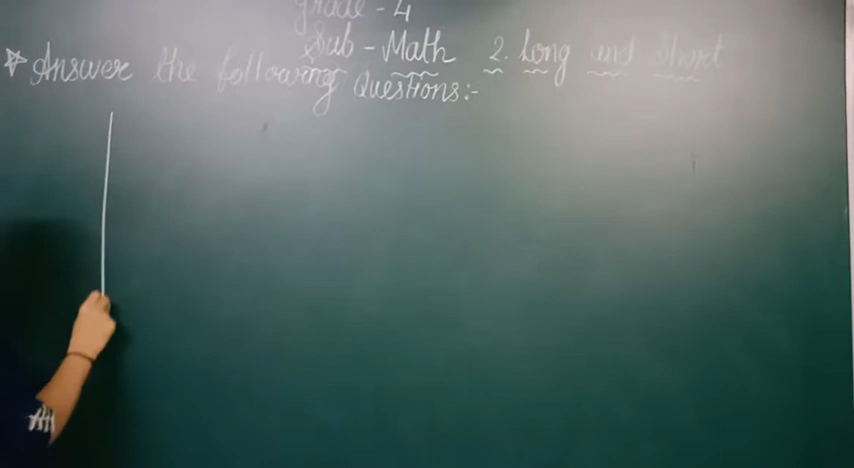 Grade - 4
Sub - Math 2. Long and Short
Answer the following Questions:-